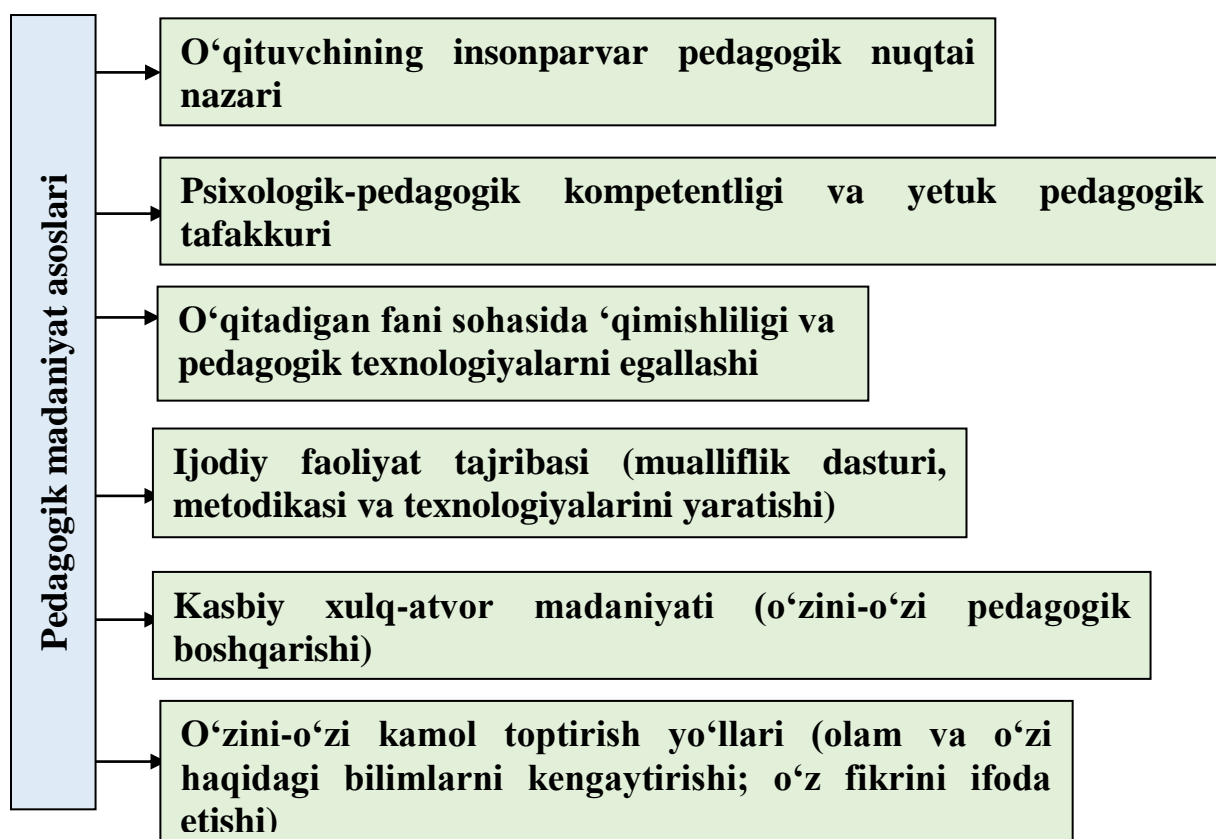 Pedagogik madaniyat asoslari
O‘qituvchining insonparvar pedagogik nuqtai
nazari
Psixologik-pedagogik kompetentligi va yetuk pedagogik
tafakkuri
O‘qitadigan fani sohasida ‘qimishliligi va
pedagogik texnologiyalarni egallashi
Ijodiy faoliyat tajribasi (mualliflik dasturi,
metodikasi va texnologiyalarini yaratishi)
Kasbiy xulq-atvor madaniyati (o‘zini-o‘zi pedagogik
boshqarishi)
O‘zini-o‘zi kamol toptirish yo‘llari (olam va o‘zi
haqidagi bilimlarni kengaytirishi; o‘z fikrini ifoda
etishi)